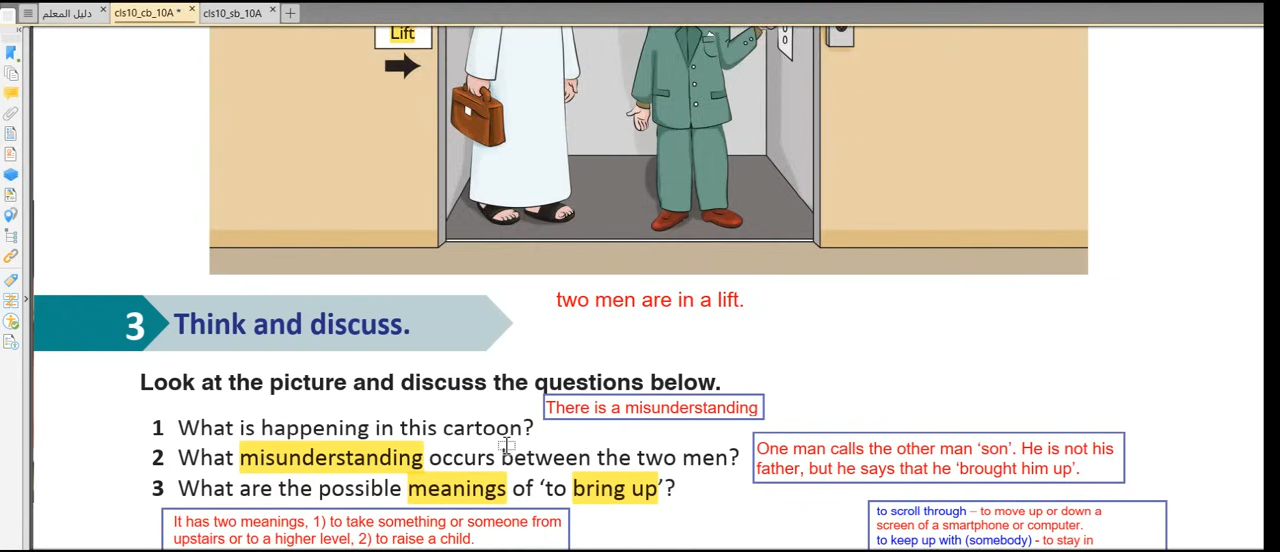 دليل المعلم
cls10_cb_10A *
cls10_sb_10A
Lift
two men are in a lift.
3 Think and discuss.
Look at the picture and discuss the questions below.
There is a misunderstanding
1 What is happening in this cartoon?
2 What misunderstanding occurs between the two men?
One man calls the other man ‘son’. He is not his
father, but he says that he ‘brought him up’.
3 What are the possible meanings of ‘to bring up’?
It has two meanings, 1) to take something or someone from
upstairs or to a higher level, 2) to raise a child.
to scroll through – to move up or down a
screen of a smartphone or computer.
to keep up with (somebody) - to stay in